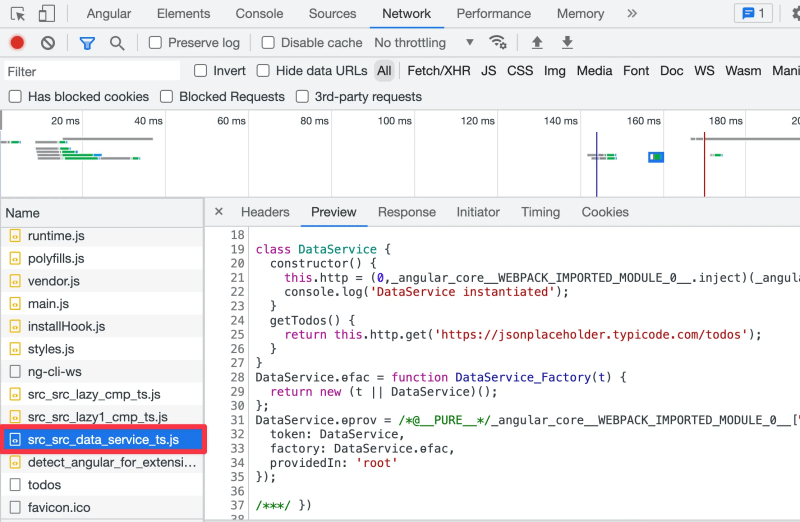 Angular Elements Console Sources Network Performance Memory » 1
Preserve log Disable cache No throttling
Filter Invert Hide data URLs All Fetch/XHR JS CSS Img Media Font Doc WS Wasm Mani
Has blocked cookies Blocked Requests 3rd-party requests
20 ms 40 ms 60 ms 80 ms 100 ms 120 ms 140 ms 160 ms 180 ms 20
Name
runtime.js
polyfills.js
vendor.js
main.js
installHook.js
styles.js
ng-cli-ws
src_src_lazy_cmp_ts.js
src_src_lazy1_cmp_ts.js
src_src_data_service_ts.js
detect_angular_for_extensi...
todos
favicon.ico
× Headers Preview Response Initiator Timing Cookies
18
19 class DataService {
20 constructor() {
21 this.http = (0,_angular_core__WEBPACK_IMPORTED_MODULE_0__.inject)(_angula
22 console.log('DataService instantiated');
23 }
24 getTodos() {
25 return this.http.get('https://jsonplaceholder.typicode.com/todos');
26 }
27 }
28 DataService.ɵfac = function DataService_Factory(t) {
29 return new (t || DataService)();
30 };
31 DataService.ɵprov = /*@__PURE__*/_angular_core__WEBPACK_IMPORTED_MODULE_0__["
32 token: DataService,
33 factory: DataService.ɵfac,
34 providedIn: 'root'
35 });
36
37 /***/ })
38